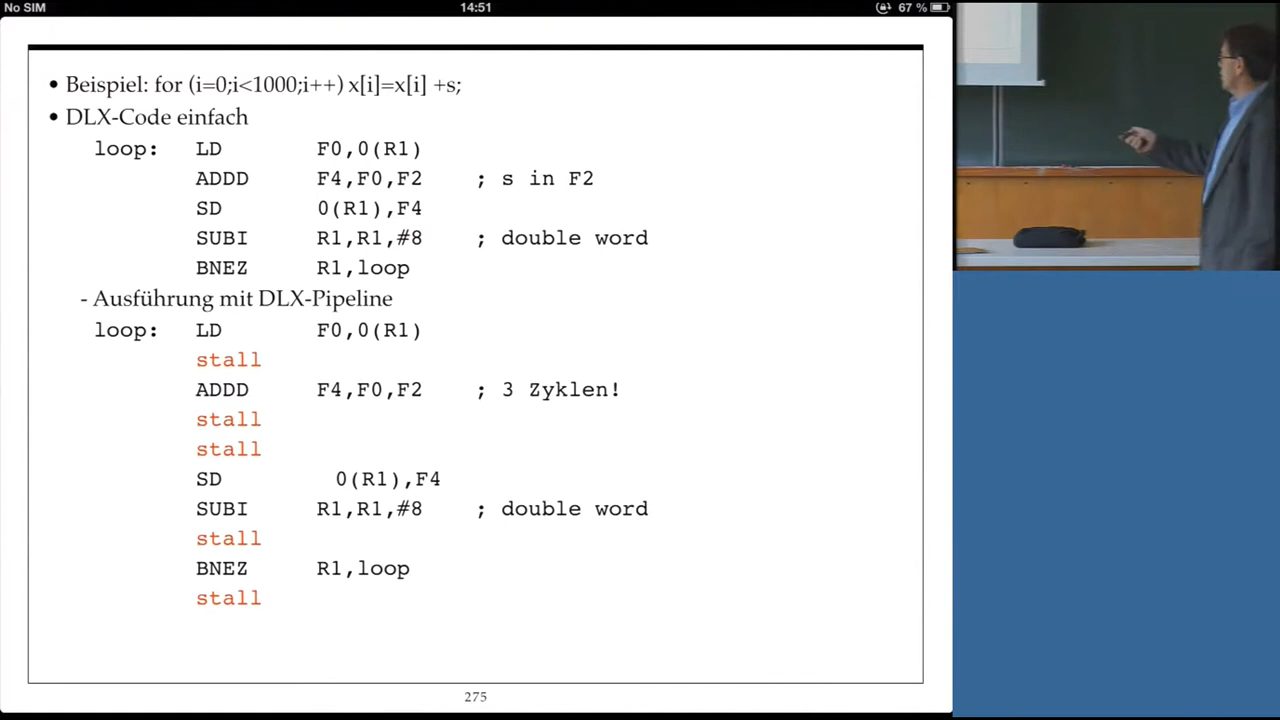 No SIM 14:51 67 %
• Beispiel: for (i=0;i<1000;i++) x[i]=x[i] +s;
• DLX-Code einfach
loop: LD F0,0(R1)
ADDD F4,F0,F2 ; s in F2
SD 0(R1),F4
SUBI R1,R1,#8 ; double word
BNEZ R1,loop
- Ausführung mit DLX-Pipeline
loop: LD F0,0(R1)
stall
ADDD F4,F0,F2 ; 3 Zyklen!
stall
stall
SD 0(R1),F4
SUBI R1,R1,#8 ; double word
stall
BNEZ R1,loop
stall
275